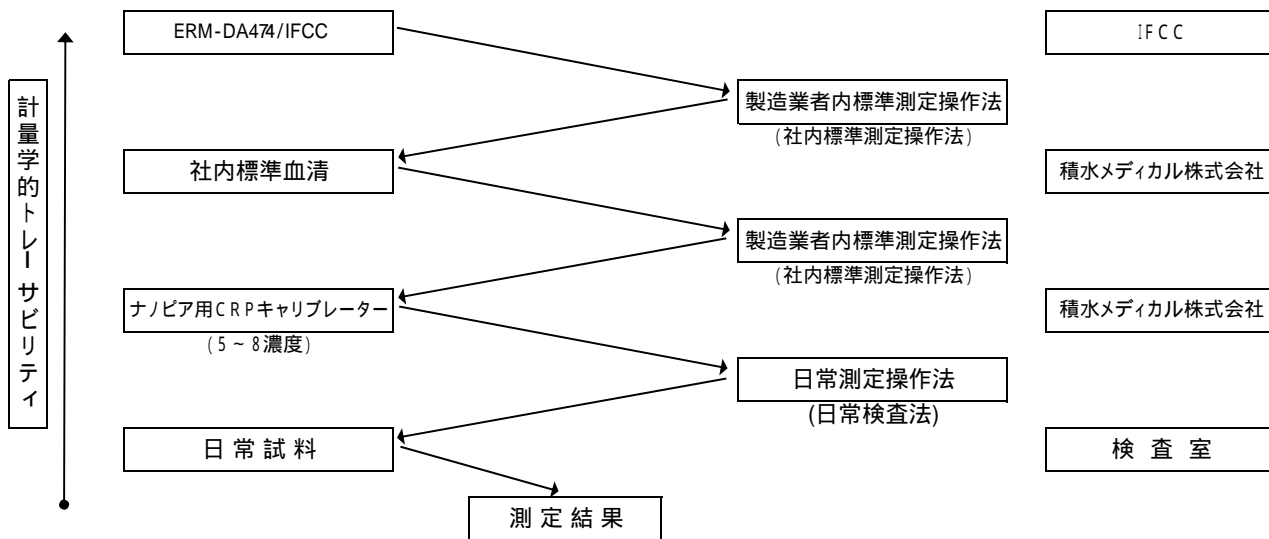 ERM-DA474/IFCC
IFCC
計量学的トレーサビリティ
製造業者内標準測定操作法
(社内標準測定操作法)
社内標準血清
積水メディカル株式会社
製造業者内標準測定操作法
(社内標準測定操作法)
ナノピア用CRPキャリブレーター
(5~8濃度)
積水メディカル株式会社
日常測定操作法
(日常検査法)
日常試料
検査室
測定結果